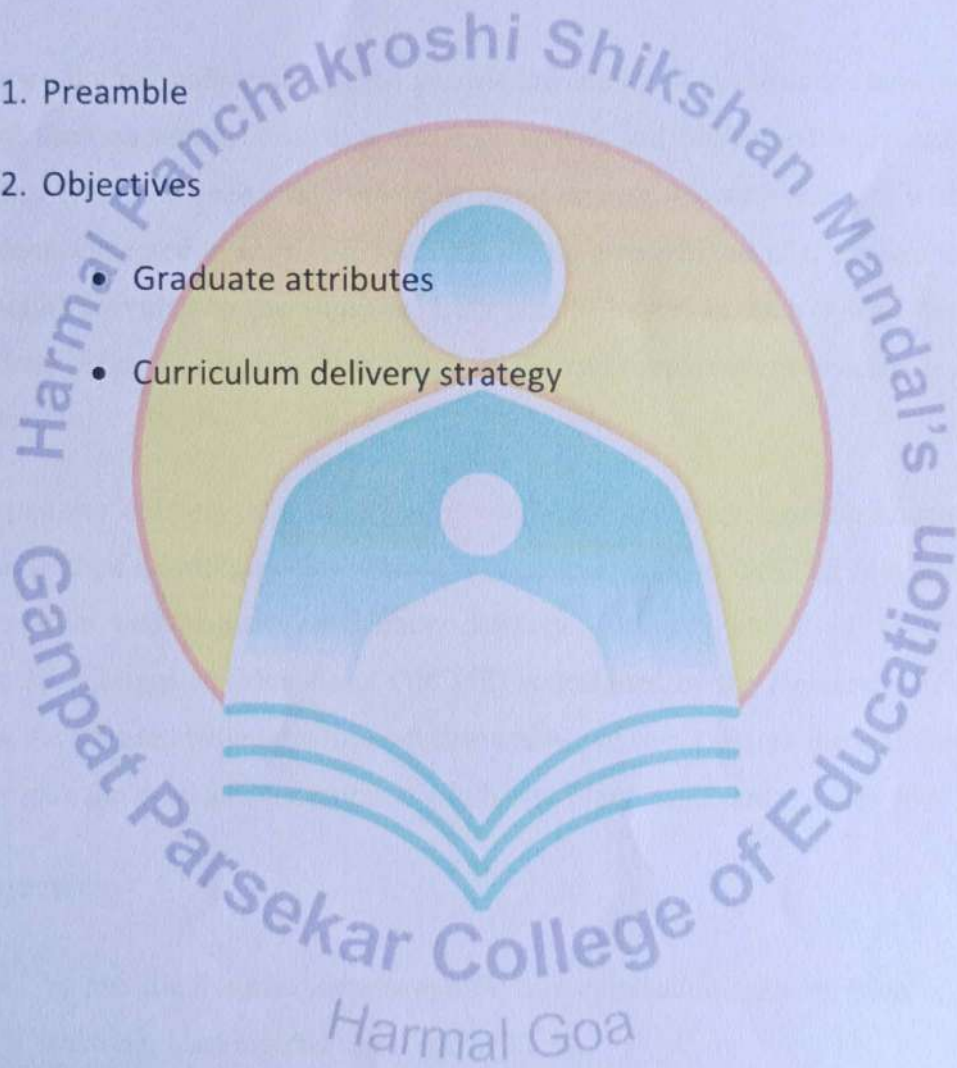 Harmal Panchakroshi Shikshan Mandal's
1. Preamble
2. Objectives
• Graduate attributes
• Curriculum delivery strategy
Ganpat Parsekar College of Education
Harmal Goa